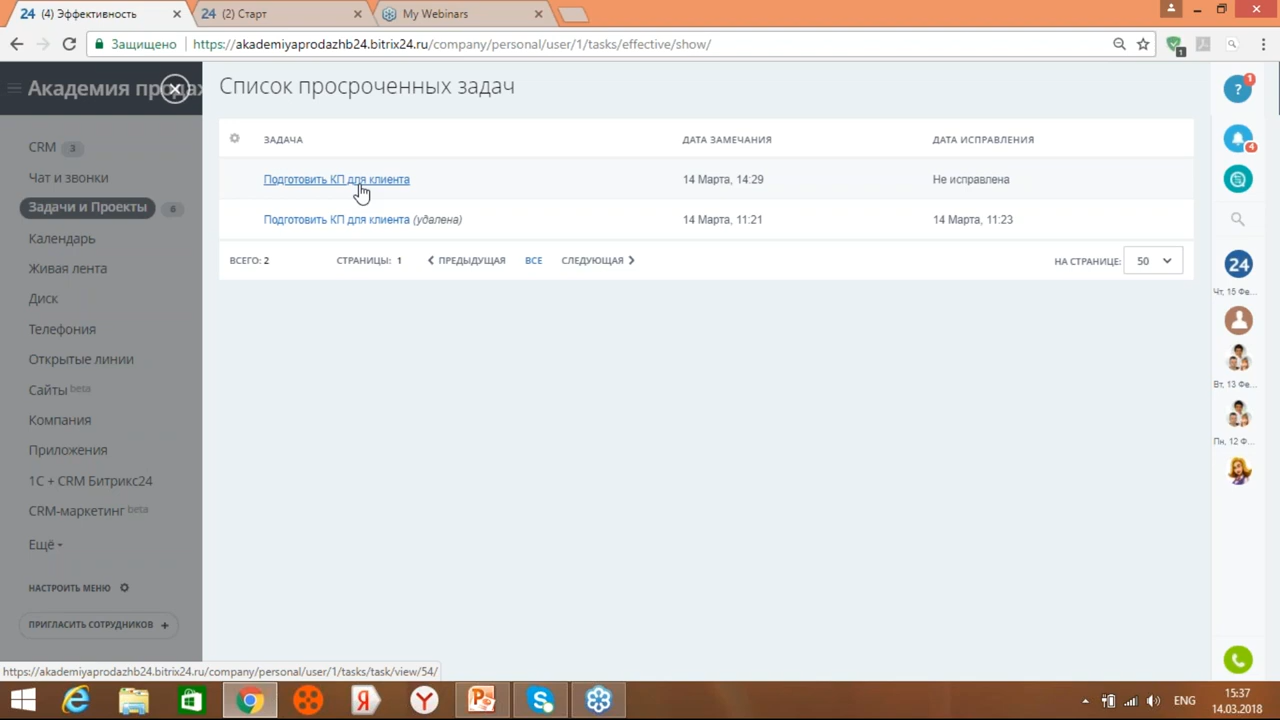 24 (4) Эффективность
24 (2) Старт
My Webinars
Защищено
https://akademiyaprodazhb24.bitrix24.ru/company/personal/user/1/tasks/effective/show/
1
Академия
Список просроченных задач
ЗАДАЧА ДАТА ЗАМЕЧАНИЯ ДАТА ИСПРАВЛЕНИЯ
Подготовить КП для клиента 14 Марта, 14:29 Не исправлена
Подготовить КП для клиента (удалена) 14 Марта, 11:21 14 Марта, 11:23
ВСЕГО: 2 СТРАНИЦЫ: 1 ПРЕДЫДУЩАЯ ВСЕ СЛЕДУЮЩАЯ НА СТРАНИЦЕ: 50
CRM 3
Чат и звонки
Задачи и Проекты 6
Календарь
Живая лента
Диск
Телефония
Открытые линии
Сайты beta
Компания
Приложения
1С + CRM Битрикс24
CRM-маркетинг beta
Ещё
НАСТРОИТЬ МЕНЮ
ПРИГЛАСИТЬ СОТРУДНИКОВ +
? 1
4
24
Чт, 15 Фе...
Вт, 13 Фе...
Пн, 12 Ф...
https://akademiyaprodazhb24.bitrix24.ru/company/personal/user/1/tasks/task/view/54/
ENG
15:37
14.03.2018